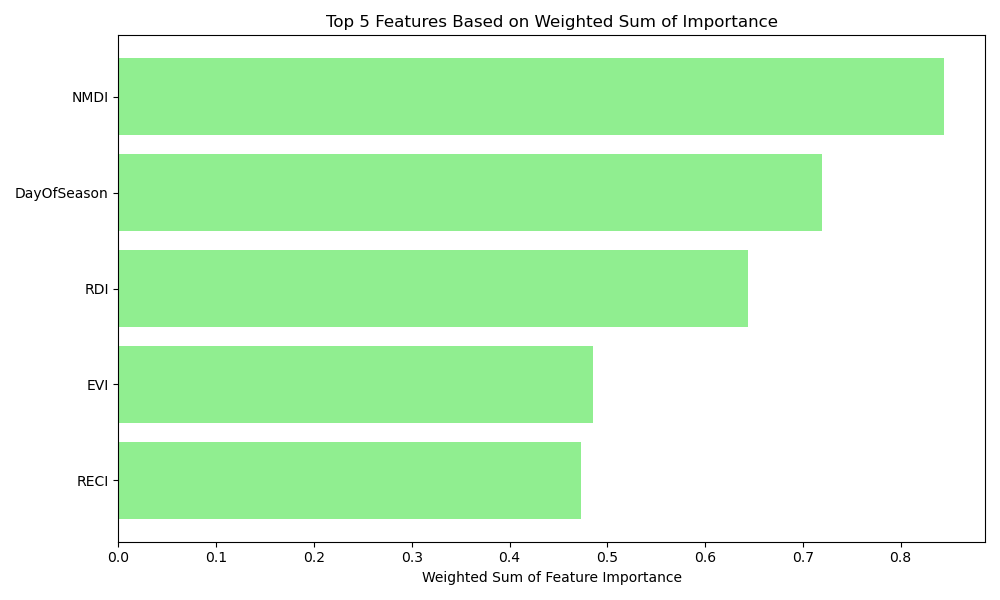 Top 5 Features Based on Weighted Sum of Importance
NMDI
DayOfSeason
RDI
EVI
RECI
0.0 0.1 0.2 0.3 0.4 0.5 0.6 0.7 0.8
Weighted Sum of Feature Importance